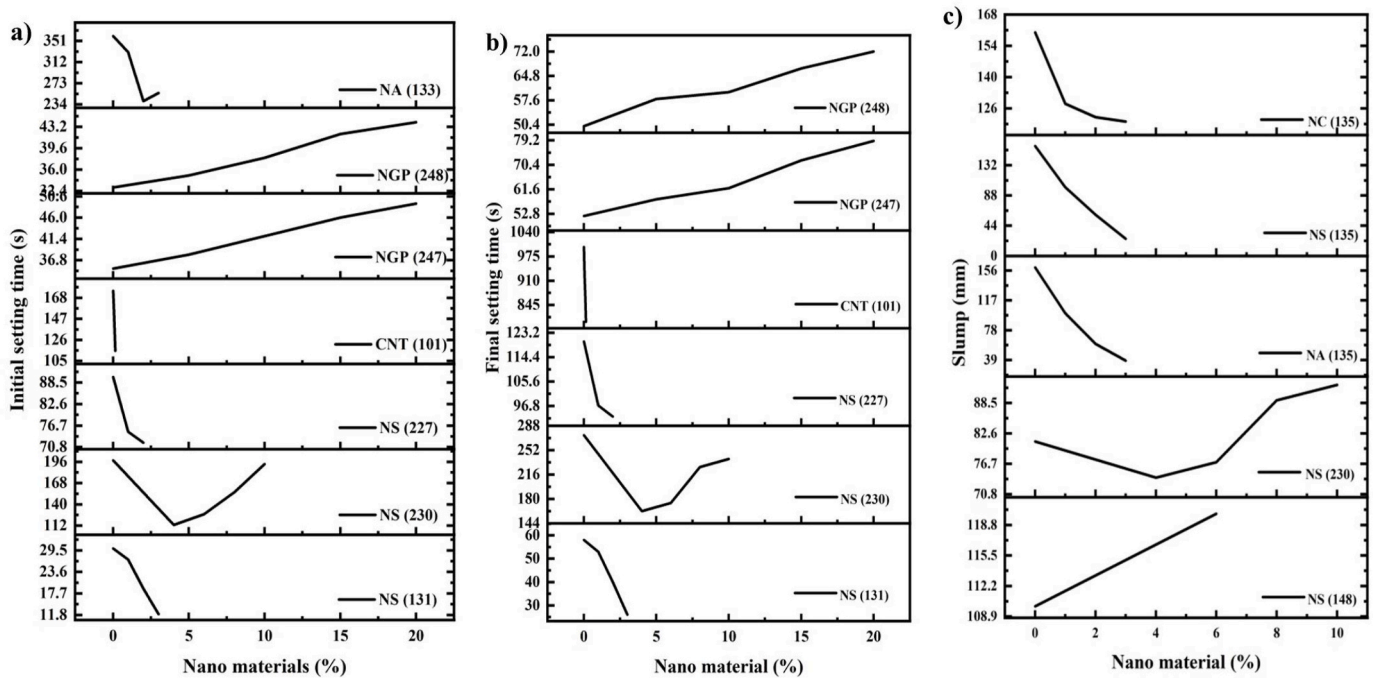 a)
Initial setting time (s)
351
312
273
234
NA (133)
43.2
39.6
36.0
32.4
NGP (248)
50.6
46.0
41.4
36.8
NGP (247)
168
147
126
105
CNT (101)
88.5
82.6
76.7
70.8
NS (227)
196
168
140
112
NS (230)
29.5
23.6
17.7
11.8
NS (131)
0 5 10 15 20
Nano materials (%)
b)
Final setting time (s)
72.0
64.8
57.6
50.4
NGP (248)
79.2
70.4
61.6
52.8
NGP (247)
1040
975
910
845
CNT (101)
123.2
114.4
105.6
96.8
NS (227)
288
252
216
180
144
NS (230)
60
50
40
30
NS (131)
0 5 10 15 20
Nano material (%)
c)
Slump (mm)
168
154
140
126
NC (135)
132
88
44
0
NS (135)
156
117
78
39
NA (135)
88.5
82.6
76.7
70.8
NS (230)
118.8
115.5
112.2
108.9
NS (148)
0 2 4 6 8 10
Nano material (%)